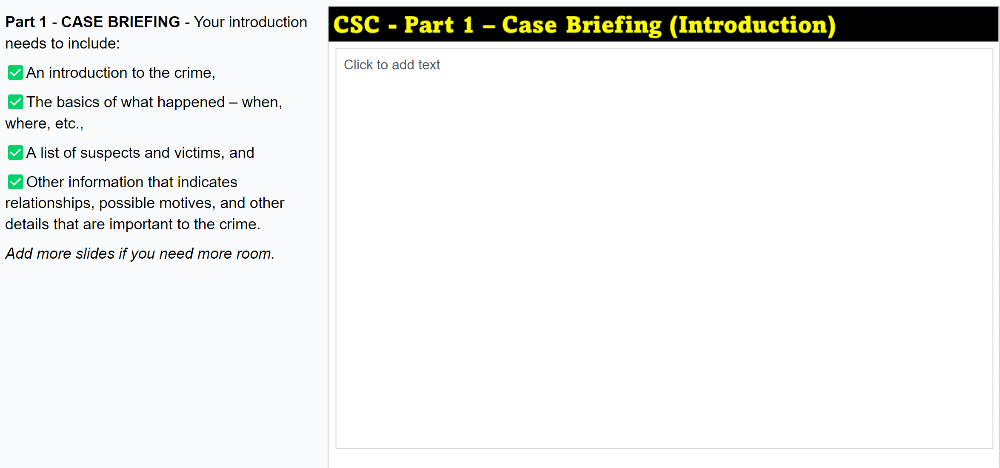 Part 1 - CASE BRIEFING - Your introduction
needs to include:
✅ An introduction to the crime,
✅ The basics of what happened – when,
where, etc.,
✅ A list of suspects and victims, and
✅ Other information that indicates
relationships, possible motives, and other
details that are important to the crime.
Add more slides if you need more room.
CSC - Part 1 – Case Briefing (Introduction)
Click to add text